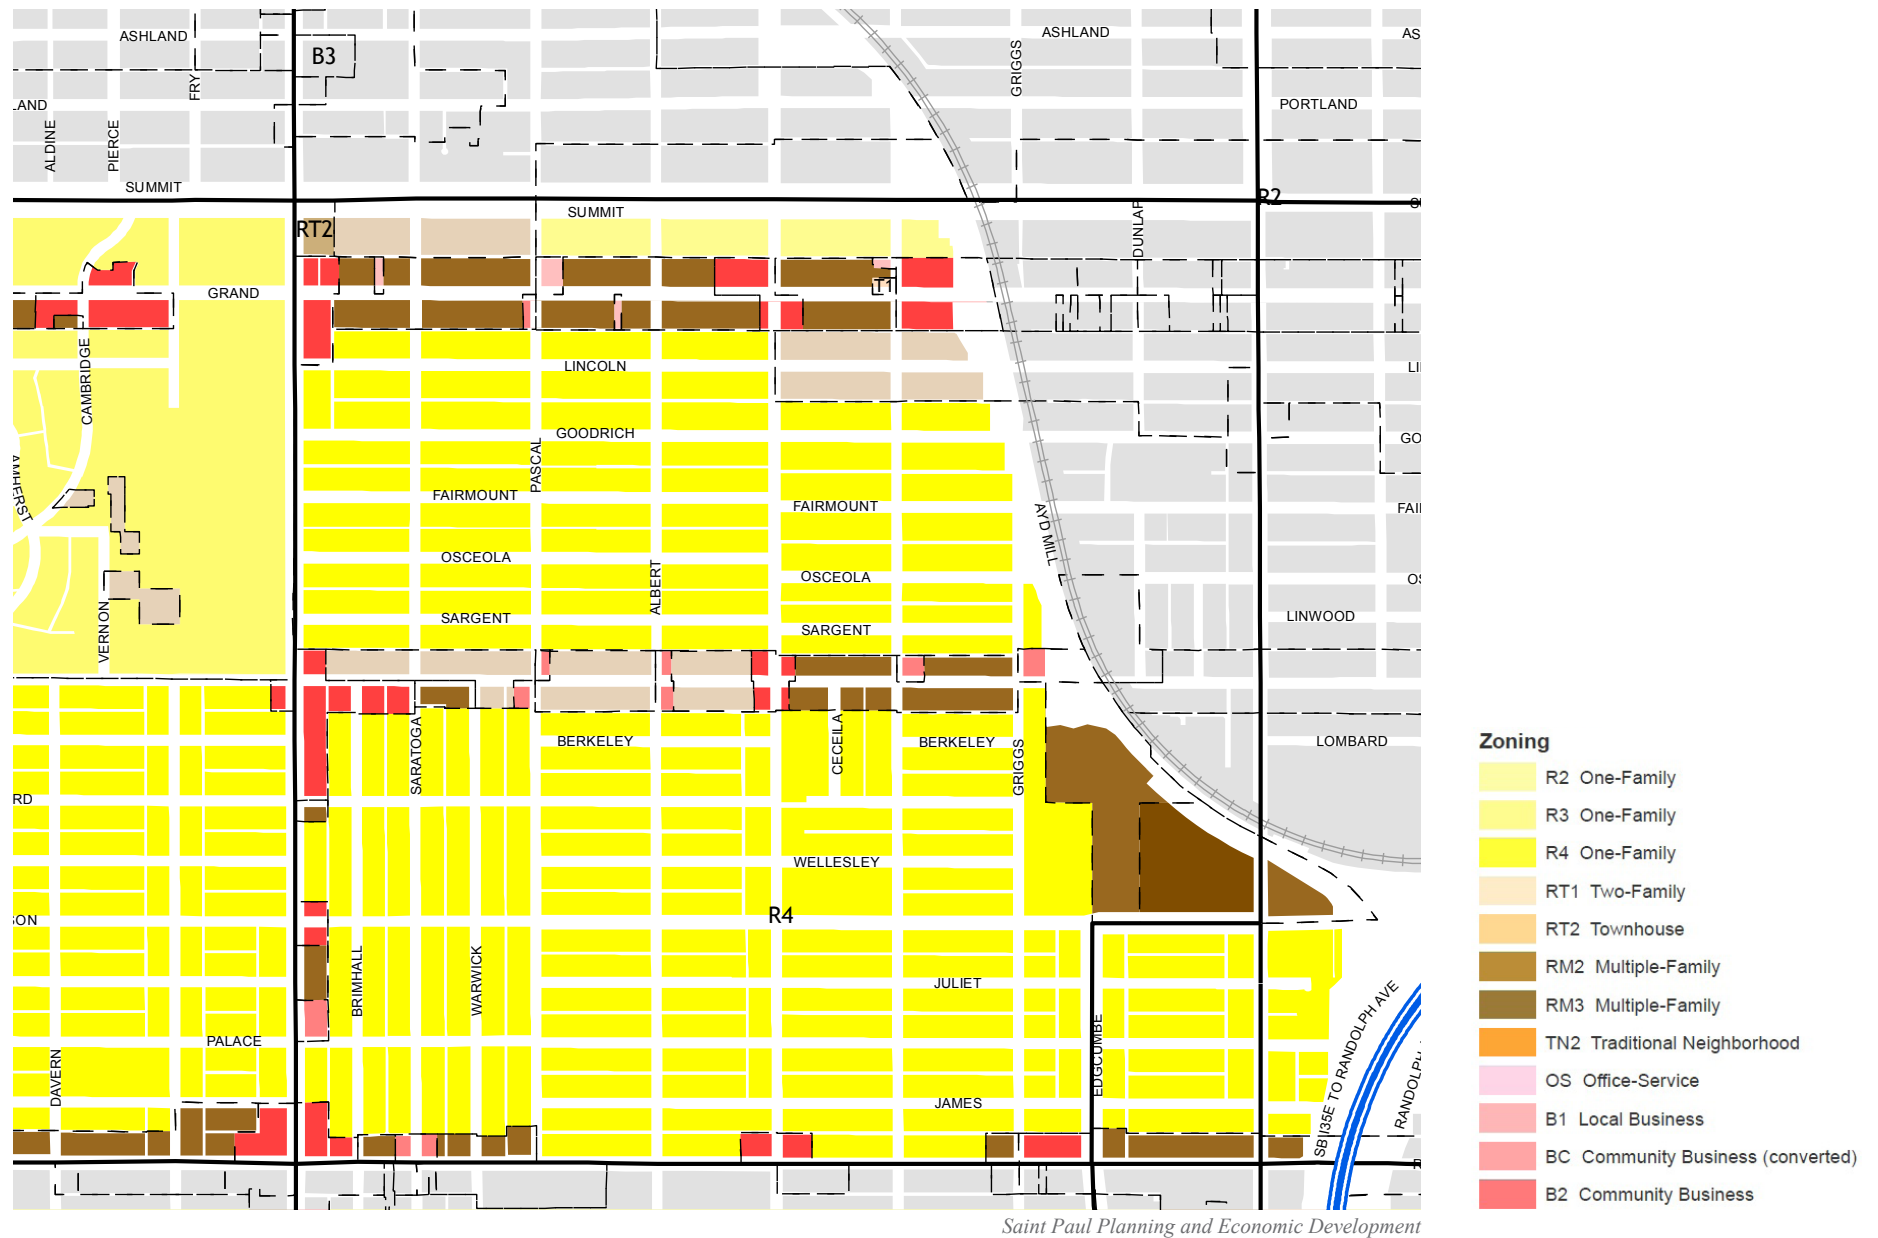 ASHLAND
ASHLAND
AS
B3
GRIGGS
FRY
LAND
PORTLAND
ALDINE
PIERCE
SUMMIT
R2
SUMMIT
RT2
DUNLAP
GRAND
T1
CAMBRIDGE
LINCOLN
LI
GOODRICH
GO
PASCAL
AMHERST
FAIRMOUNT
FAIRMOUNT
FAI
AYD MILL
OSCEOLA
OSCEOLA
OS
ALBERT
SARGENT
SARGENT
LINWOOD
VERNON
SARATOGA
BERKELEY
CECEILA
BERKELEY
GRIGGS
LOMBARD
RD
WELLESLEY
R4
SON
BRIMHALL
WARWICK
JULIET
PALACE
DAVERN
EDGCUMBE
JAMES
SB I35E TO RANDOLPH AVE
RANDOLPH
Zoning
R2 One-Family
R3 One-Family
R4 One-Family
RT1 Two-Family
RT2 Townhouse
RM2 Multiple-Family
RM3 Multiple-Family
TN2 Traditional Neighborhood
OS Office-Service
B1 Local Business
BC Community Business (converted)
B2 Community Business
Saint Paul Planning and Economic Development